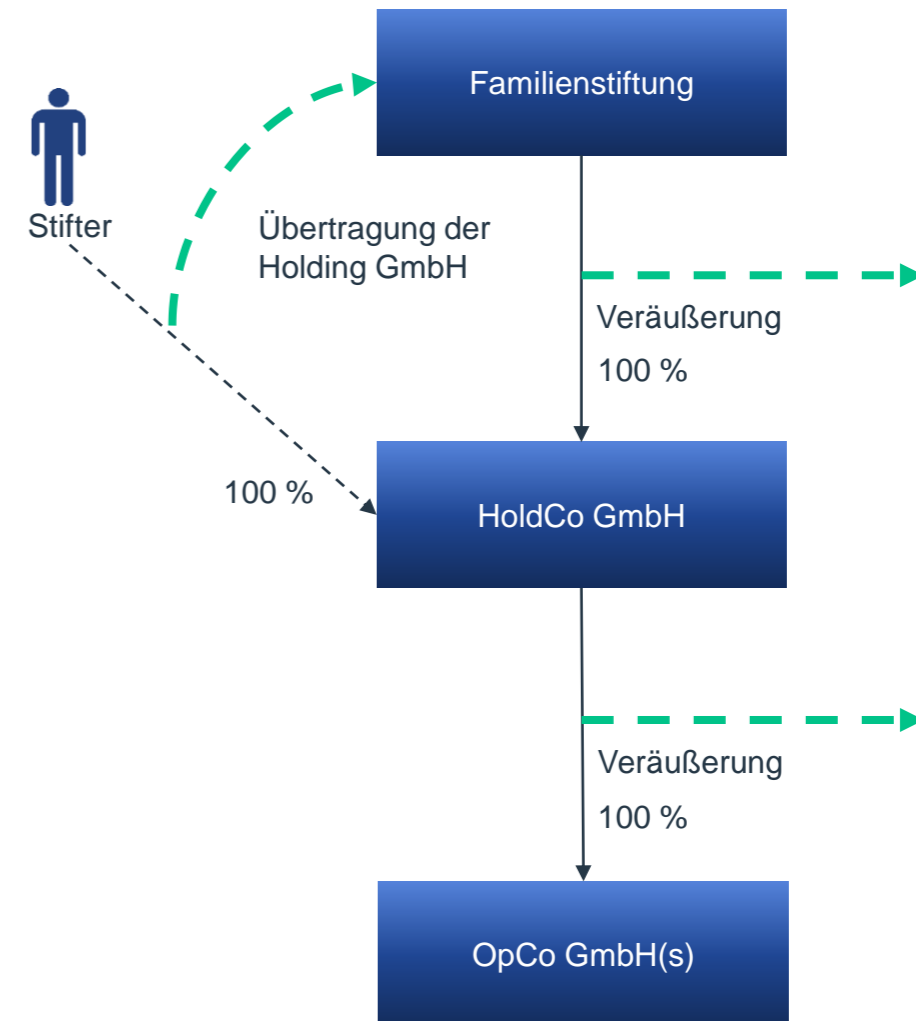 Familienstiftung
Stifter
Übertragung der
Holding GmbH
Veräußerung
100 %
100 %
HoldCo GmbH
Veräußerung
100 %
OpCo GmbH(s)